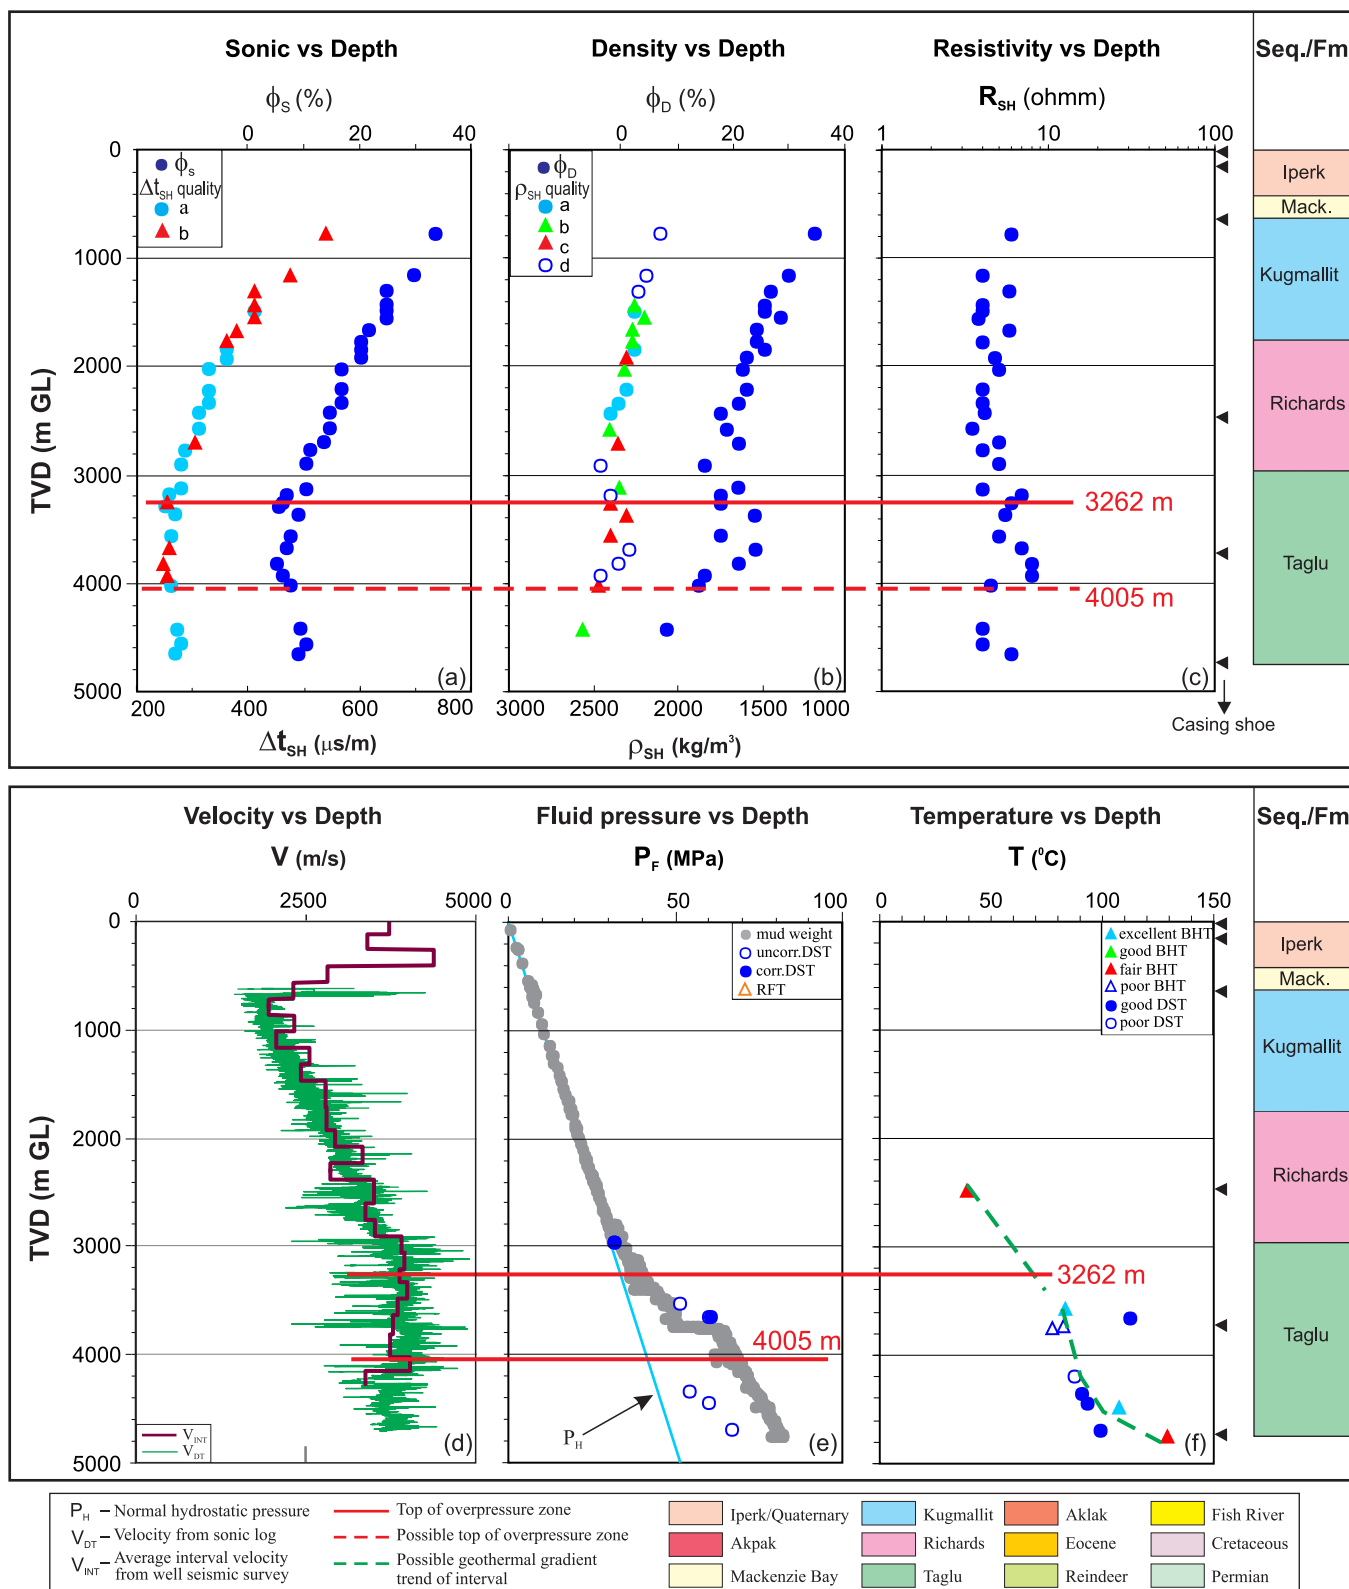 Sonic vs Depth
Density vs Depth
Resistivity vs Depth
Seq./Fm
ϕS (%)
ϕD (%)
RSH (ohmm)
0 20 40
0 20 40
1 10 100
TVD (m GL)
0
1000
2000
3000
4000
5000
ϕs
ΔtSH quality
a
b
ϕD
ρSH quality
a
b
c
d
Iperk
Mack.
Kugmallit
Richards
Taglu
3262 m
4005 m
(a)
(b)
(c)
200 400 600 800
3000 2500 2000 1500 1000
ΔtSH (μs/m)
ρSH (kg/m³)
Casing shoe
Velocity vs Depth
Fluid pressure vs Depth
Temperature vs Depth
Seq./Fm
V (m/s)
PF (MPa)
T (⁰C)
0 2500 5000
0 50 100
0 50 100 150
TVD (m GL)
0
1000
2000
3000
4000
5000
mud weight
uncorr.DST
corr.DST
RFT
excellent BHT
good BHT
fair BHT
poor BHT
good DST
poor DST
Iperk
Mack.
Kugmallit
Richards
Taglu
3262 m
4005 m
PH
VINT
VDT
(d)
(e)
(f)
PH – Normal hydrostatic pressure
VDT – Velocity from sonic log
VINT – Average interval velocity
from well seismic survey
Top of overpressure zone
Possible top of overpressure zone
Possible geothermal gradient
trend of interval
Iperk/Quaternary
Akpak
Mackenzie Bay
Kugmallit
Richards
Taglu
Aklak
Eocene
Reindeer
Fish River
Cretaceous
Permian